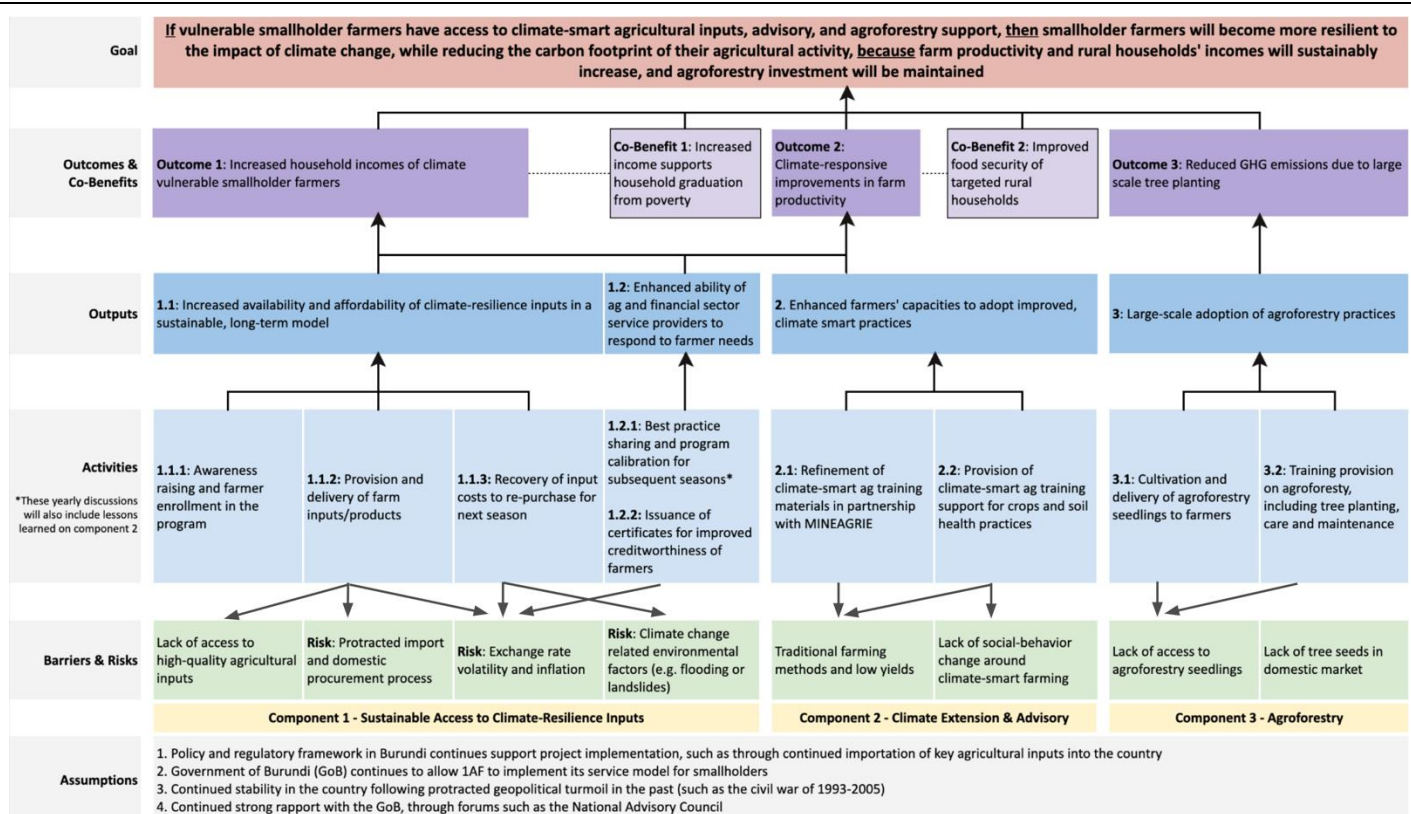 Goal
If vulnerable smallholder farmers have access to climate-smart agricultural inputs, advisory, and agroforestry support, then smallholder farmers will become more resilient to
the impact of climate change, while reducing the carbon footprint of their agricultural activity, because farm productivity and rural households' incomes will sustainably
increase, and agroforestry investment will be maintained
Outcomes &
Co-Benefits
Outcome 1: Increased household incomes of climate
vulnerable smallholder farmers
Co-Benefit 1: Increased
income supports
household graduation
from poverty
Outcome 2:
Climate-responsive
improvements in farm
productivity
Co-Benefit 2: Improved
food security of
targeted rural
households
Outcome 3: Reduced GHG emissions due to large
scale tree planting
Outputs
1.1: Increased availability and affordability of climate-resilience inputs in a
sustainable, long-term model
1.2: Enhanced ability of
ag and financial sector
service providers to
respond to farmer needs
2. Enhanced farmers' capacities to adopt improved,
climate smart practices
3: Large-scale adoption of agroforestry practices
Activities
*These yearly discussions
will also include lessons
learned on component 2
1.1.1: Awareness
raising and farmer
enrollment in the
program
1.1.2: Provision and
delivery of farm
inputs/products
1.1.3: Recovery of input
costs to re-purchase for
next season
1.2.1: Best practice
sharing and program
calibration for
subsequent seasons*
1.2.2: Issuance of
certificates for improved
creditworthiness of
farmers
2.1: Refinement of
climate-smart ag training
materials in partnership
with MINEAGRIE
2.2: Provision of
climate-smart ag training
support for crops and soil
health practices
3.1: Cultivation and
delivery of agroforestry
seedlings to farmers
3.2: Training provision
on agroforesty,
including tree planting,
care and maintenance
Barriers & Risks
Lack of access to
high-quality agricultural
inputs
Risk: Protracted import
and domestic
procurement process
Risk: Exchange rate
volatility and inflation
Risk: Climate change
related environmental
factors (e.g. flooding or
landslides)
Traditional farming
methods and low yields
Lack of social-behavior
change around
climate-smart farming
Lack of access to
agroforestry seedlings
Lack of tree seeds in
domestic market
Component 1 - Sustainable Access to Climate-Resilience Inputs
Component 2 - Climate Extension & Advisory
Component 3 - Agroforestry
Assumptions
1. Policy and regulatory framework in Burundi continues support project implementation, such as through continued importation of key agricultural inputs into the country
2. Government of Burundi (GoB) continues to allow 1AF to implement its service model for smallholders
3. Continued stability in the country following protracted geopolitical turmoil in the past (such as the civil war of 1993-2005)
4. Continued strong rapport with the GoB, through forums such as the National Advisory Council